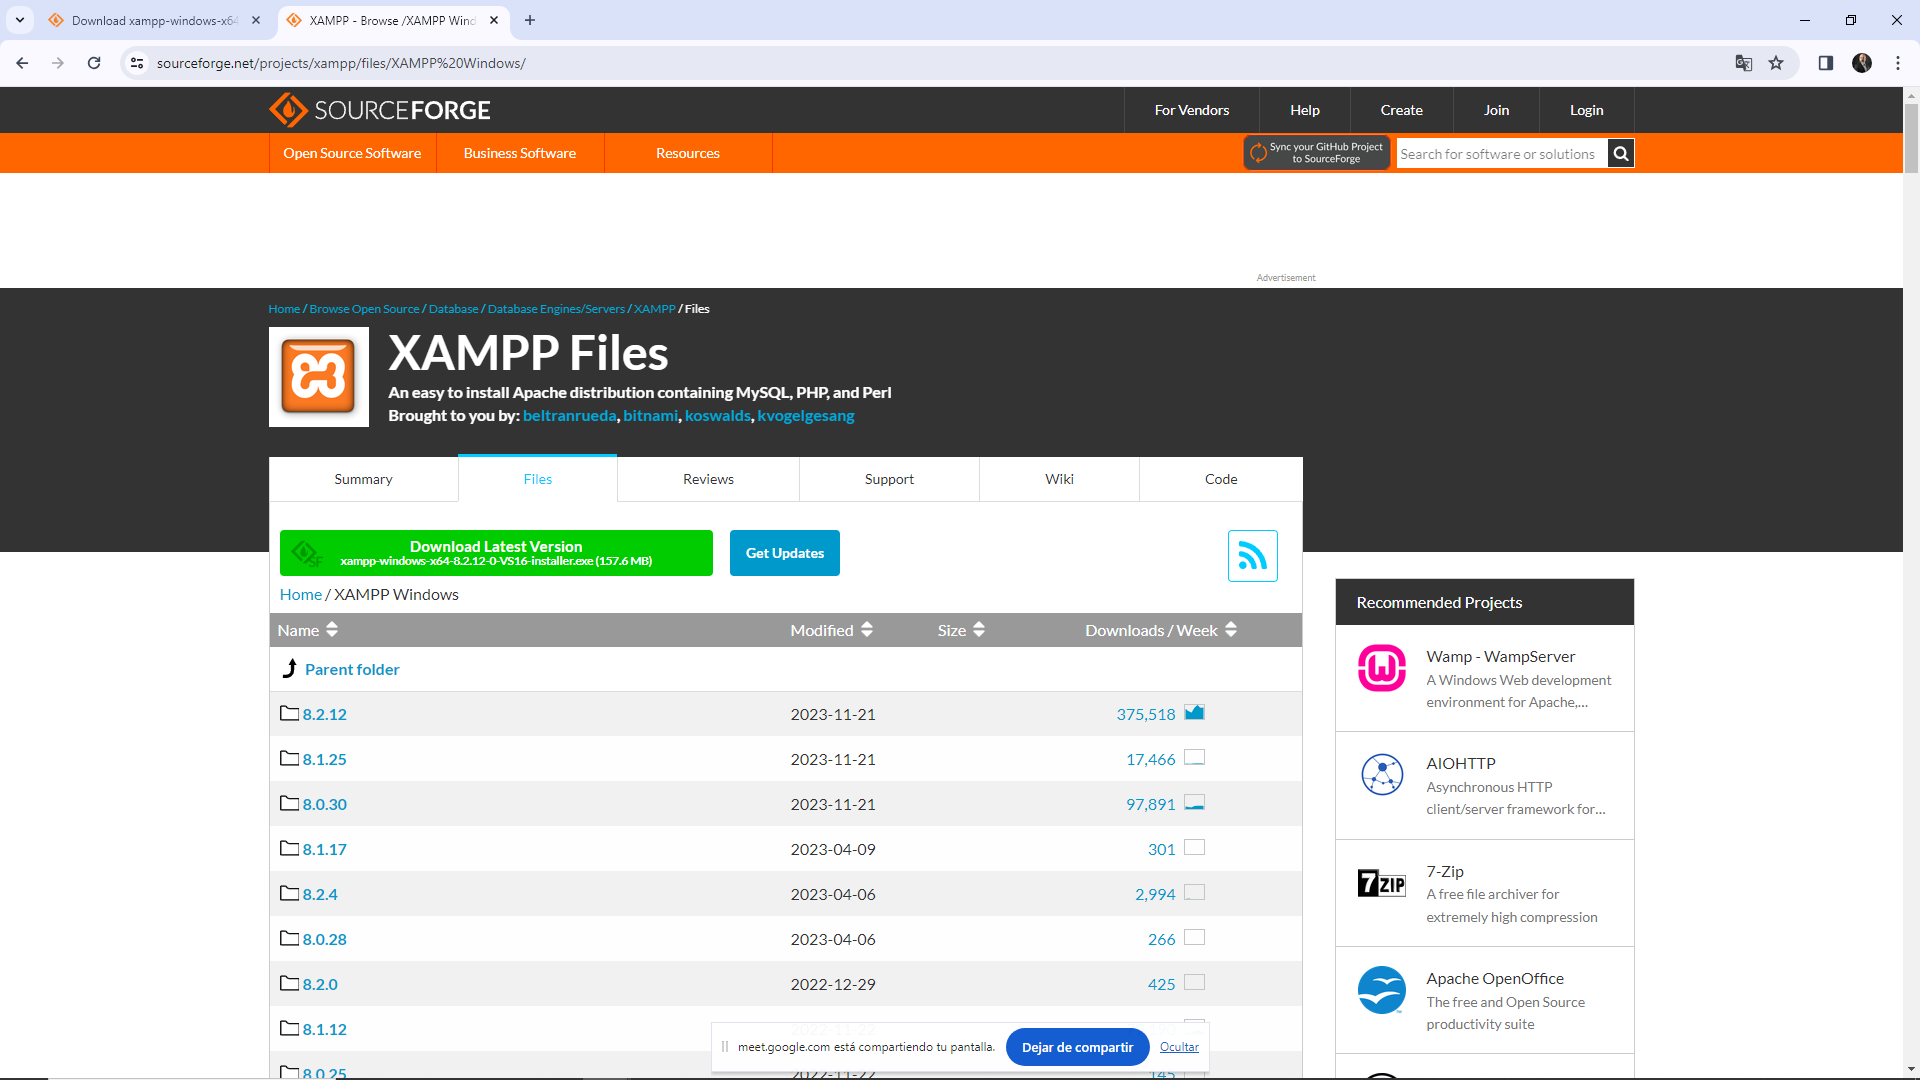 Download xampp-windows-x64
XAMPP - Browse /XAMPP Wind
sourceforge.net/projects/xampp/files/XAMPP%20Windows/
SOURCEFORGE
For Vendors
Help
Create
Join
Login
Open Source Software
Business Software
Resources
Sync your GitHub Project
to SourceForge
Search for software or solutions
Advertisement
Home / Browse Open Source / Database / Database Engines/Servers / XAMPP / Files
XAMPP Files
An easy to install Apache distribution containing MySQL, PHP, and Perl
Brought to you by: beltranrueda, bitnami, koswalds, kvogelgesang
Summary
Files
Reviews
Support
Wiki
Code
Download Latest Version
xampp-windows-x64-8.2.12-0-VS16-installer.exe (157.6 MB)
Get Updates
Home / XAMPP Windows
Name Modified Size Downloads / Week
Parent folder
8.2.12 2023-11-21 375,518
8.1.25 2023-11-21 17,466
8.0.30 2023-11-21 97,891
8.1.17 2023-04-09 301
8.2.4 2023-04-06 2,994
8.0.28 2023-04-06 266
8.2.0 2022-12-29 425
8.1.12 2022-11-22
8.0.25 2022-11-22 145
Recommended Projects
Wamp - WampServer
A Windows Web development
environment for Apache,...
AIOHTTP
Asynchronous HTTP
client/server framework for...
7 ZIP
7-Zip
A free file archiver for
extremely high compression
Apache OpenOffice
The free and Open Source
productivity suite
meet.google.com está compartiendo tu pantalla.
Dejar de compartir
Ocultar